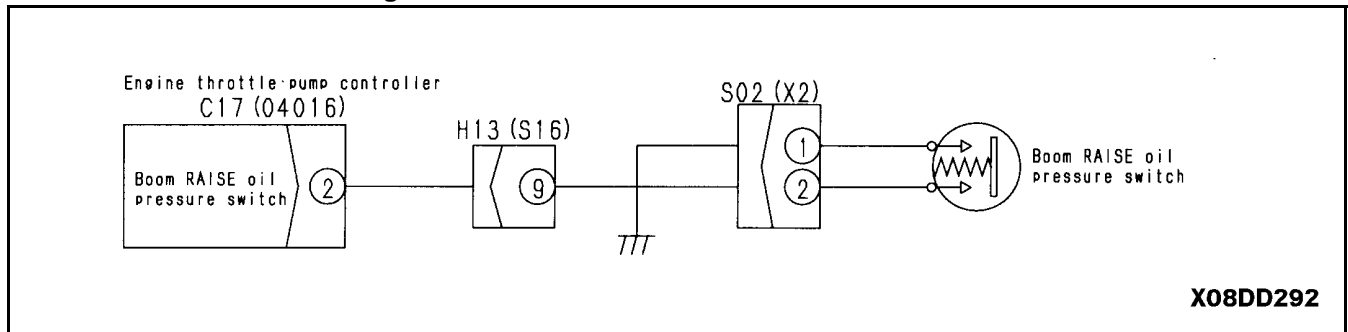 Engine throttle·pump controller
C17 (04016)
Boom RAISE oil
pressure switch
2
H13 (S16)
9
S02 (X2)
1
2
Boom RAISE oil
pressure switch
X08DD292